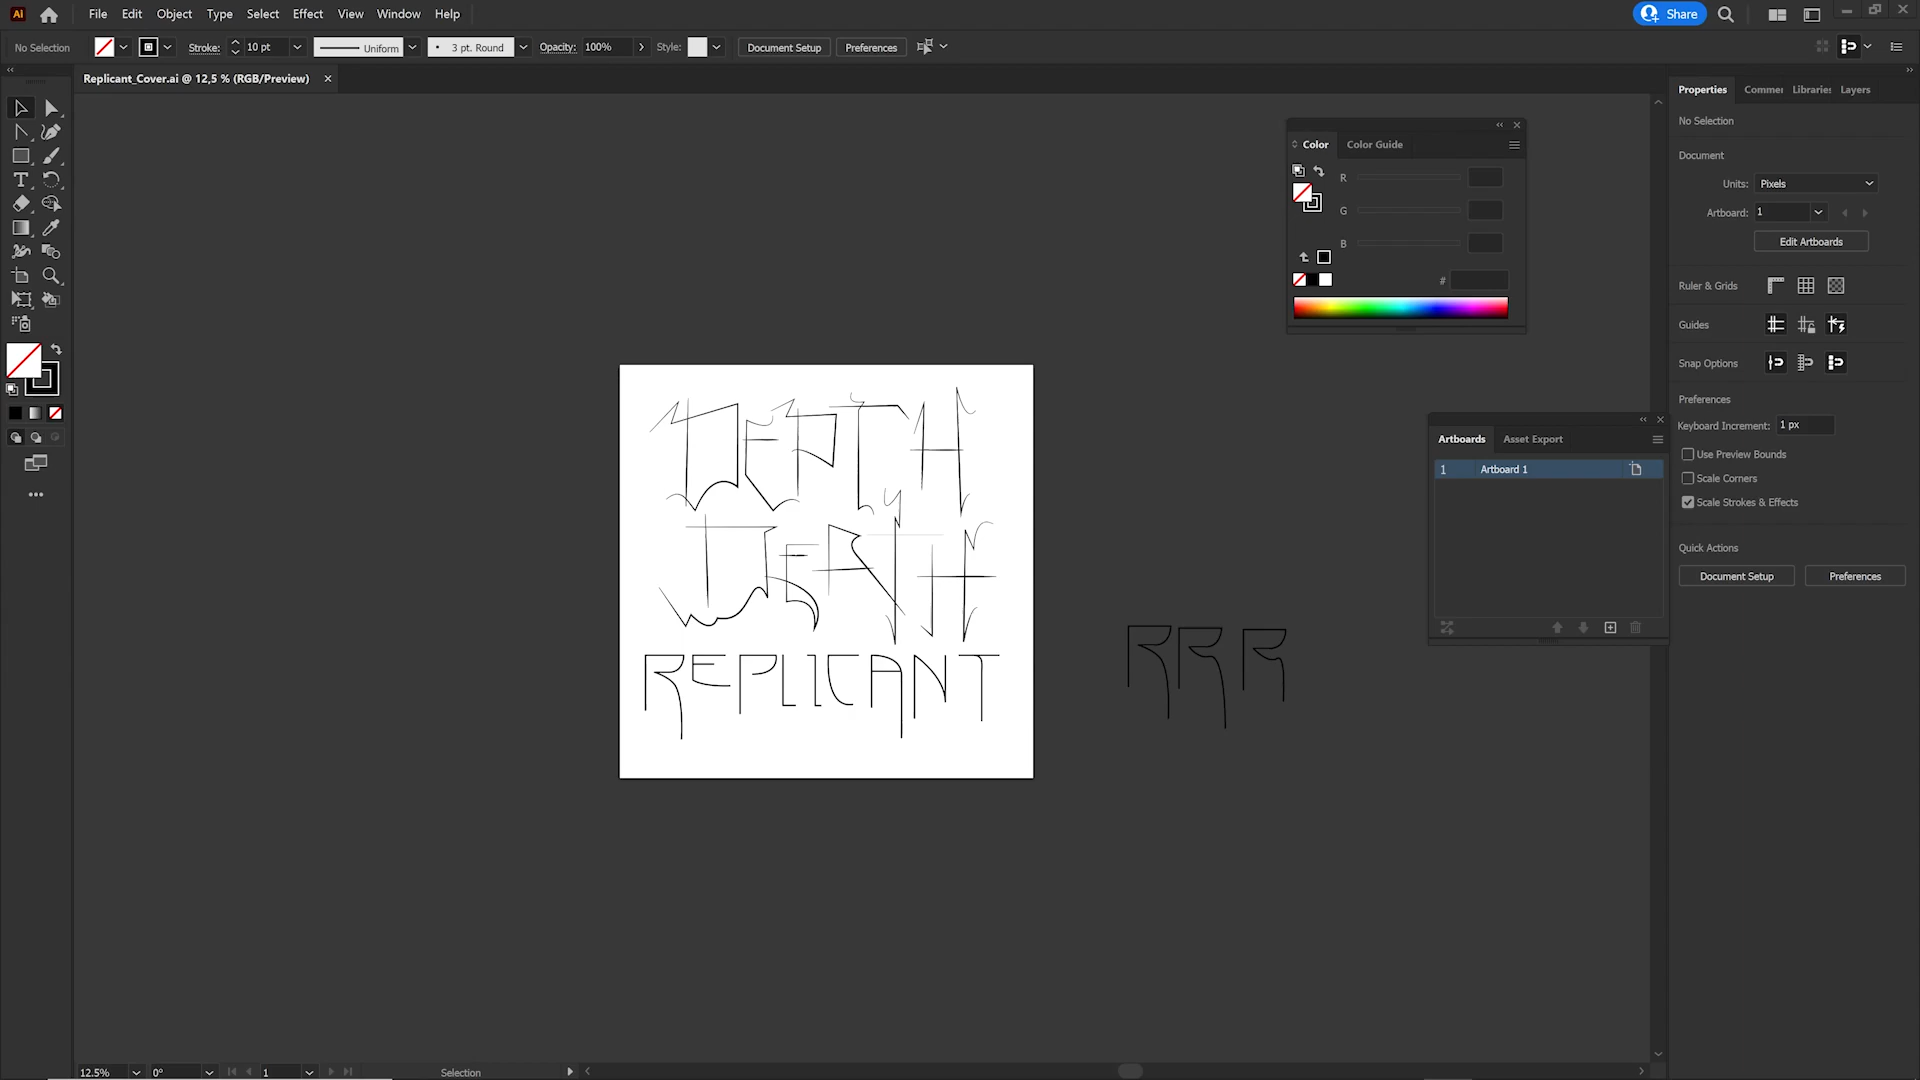 Ai File Edit Object Type Select Effect View Window Help Share
No Selection Stroke: 10 pt Uniform 3 pt. Round Opacity: 100% Style: Document Setup Preferences
Replicant_Cover.ai @ 12,5 % (RGB/Preview)
Properties Commer Libraries Layers
No Selection
Document
Units: Pixels
Artboard: 1
Edit Artboards
Ruler & Grids
Guides
Snap Options
Preferences
Keyboard Increment: 1 px
Use Preview Bounds
Scale Corners
Scale Strokes & Effects
Quick Actions
Document Setup Preferences
Color Color Guide
R
G
B
#
Artboards Asset Export
1 Artboard 1
DEPTH
REPLICANT
R R R
12.5% 0° 1 Selection